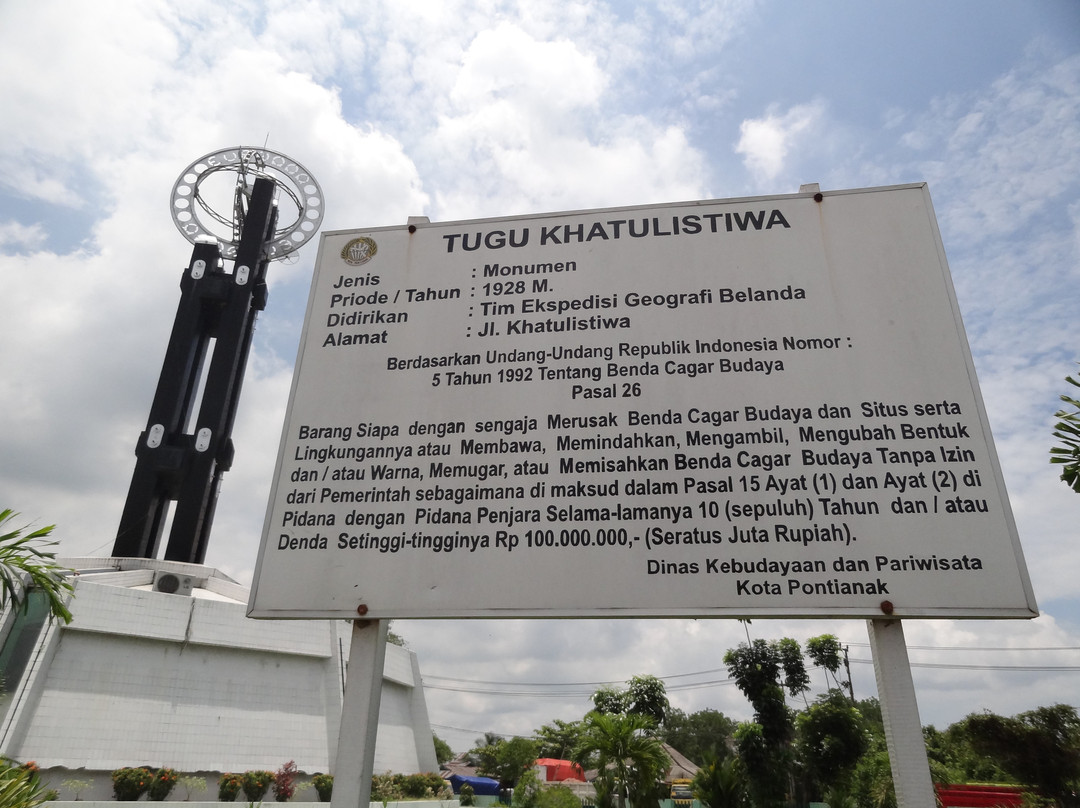 TUGU KHATULISTIWA
Jenis : Monumen
Priode / Tahun : 1928 M.
Didirikan : Tim Ekspedisi Geografi Belanda
Alamat : Jl. Khatulistiwa
Berdasarkan Undang-Undang Republik Indonesia Nomor :
5 Tahun 1992 Tentang Benda Cagar Budaya
Pasal 26
Barang Siapa dengan sengaja Merusak Benda Cagar Budaya dan Situs serta
Lingkungannya atau Membawa, Memindahkan, Mengambil, Mengubah Bentuk
dan / atau Warna, Memugar, atau Memisahkan Benda Cagar Budaya Tanpa Izin
dari Pemerintah sebagaimana di maksud dalam Pasal 15 Ayat (1) dan Ayat (2) di
Pidana dengan Pidana Penjara Selama-lamanya 10 (sepuluh) Tahun dan / atau
Denda Setinggi-tingginya Rp 100.000.000,- (Seratus Juta Rupiah).
Dinas Kebudayaan dan Pariwisata
Kota Pontianak